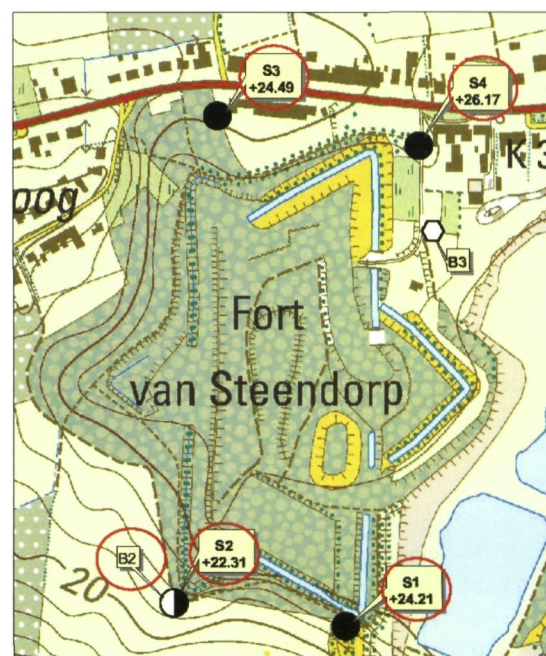 S3
+24.49
S4
+26.17
K 3
oog
B3
Fort
van Steendorp
B2
S2
+22.31
20
S1
+24.21